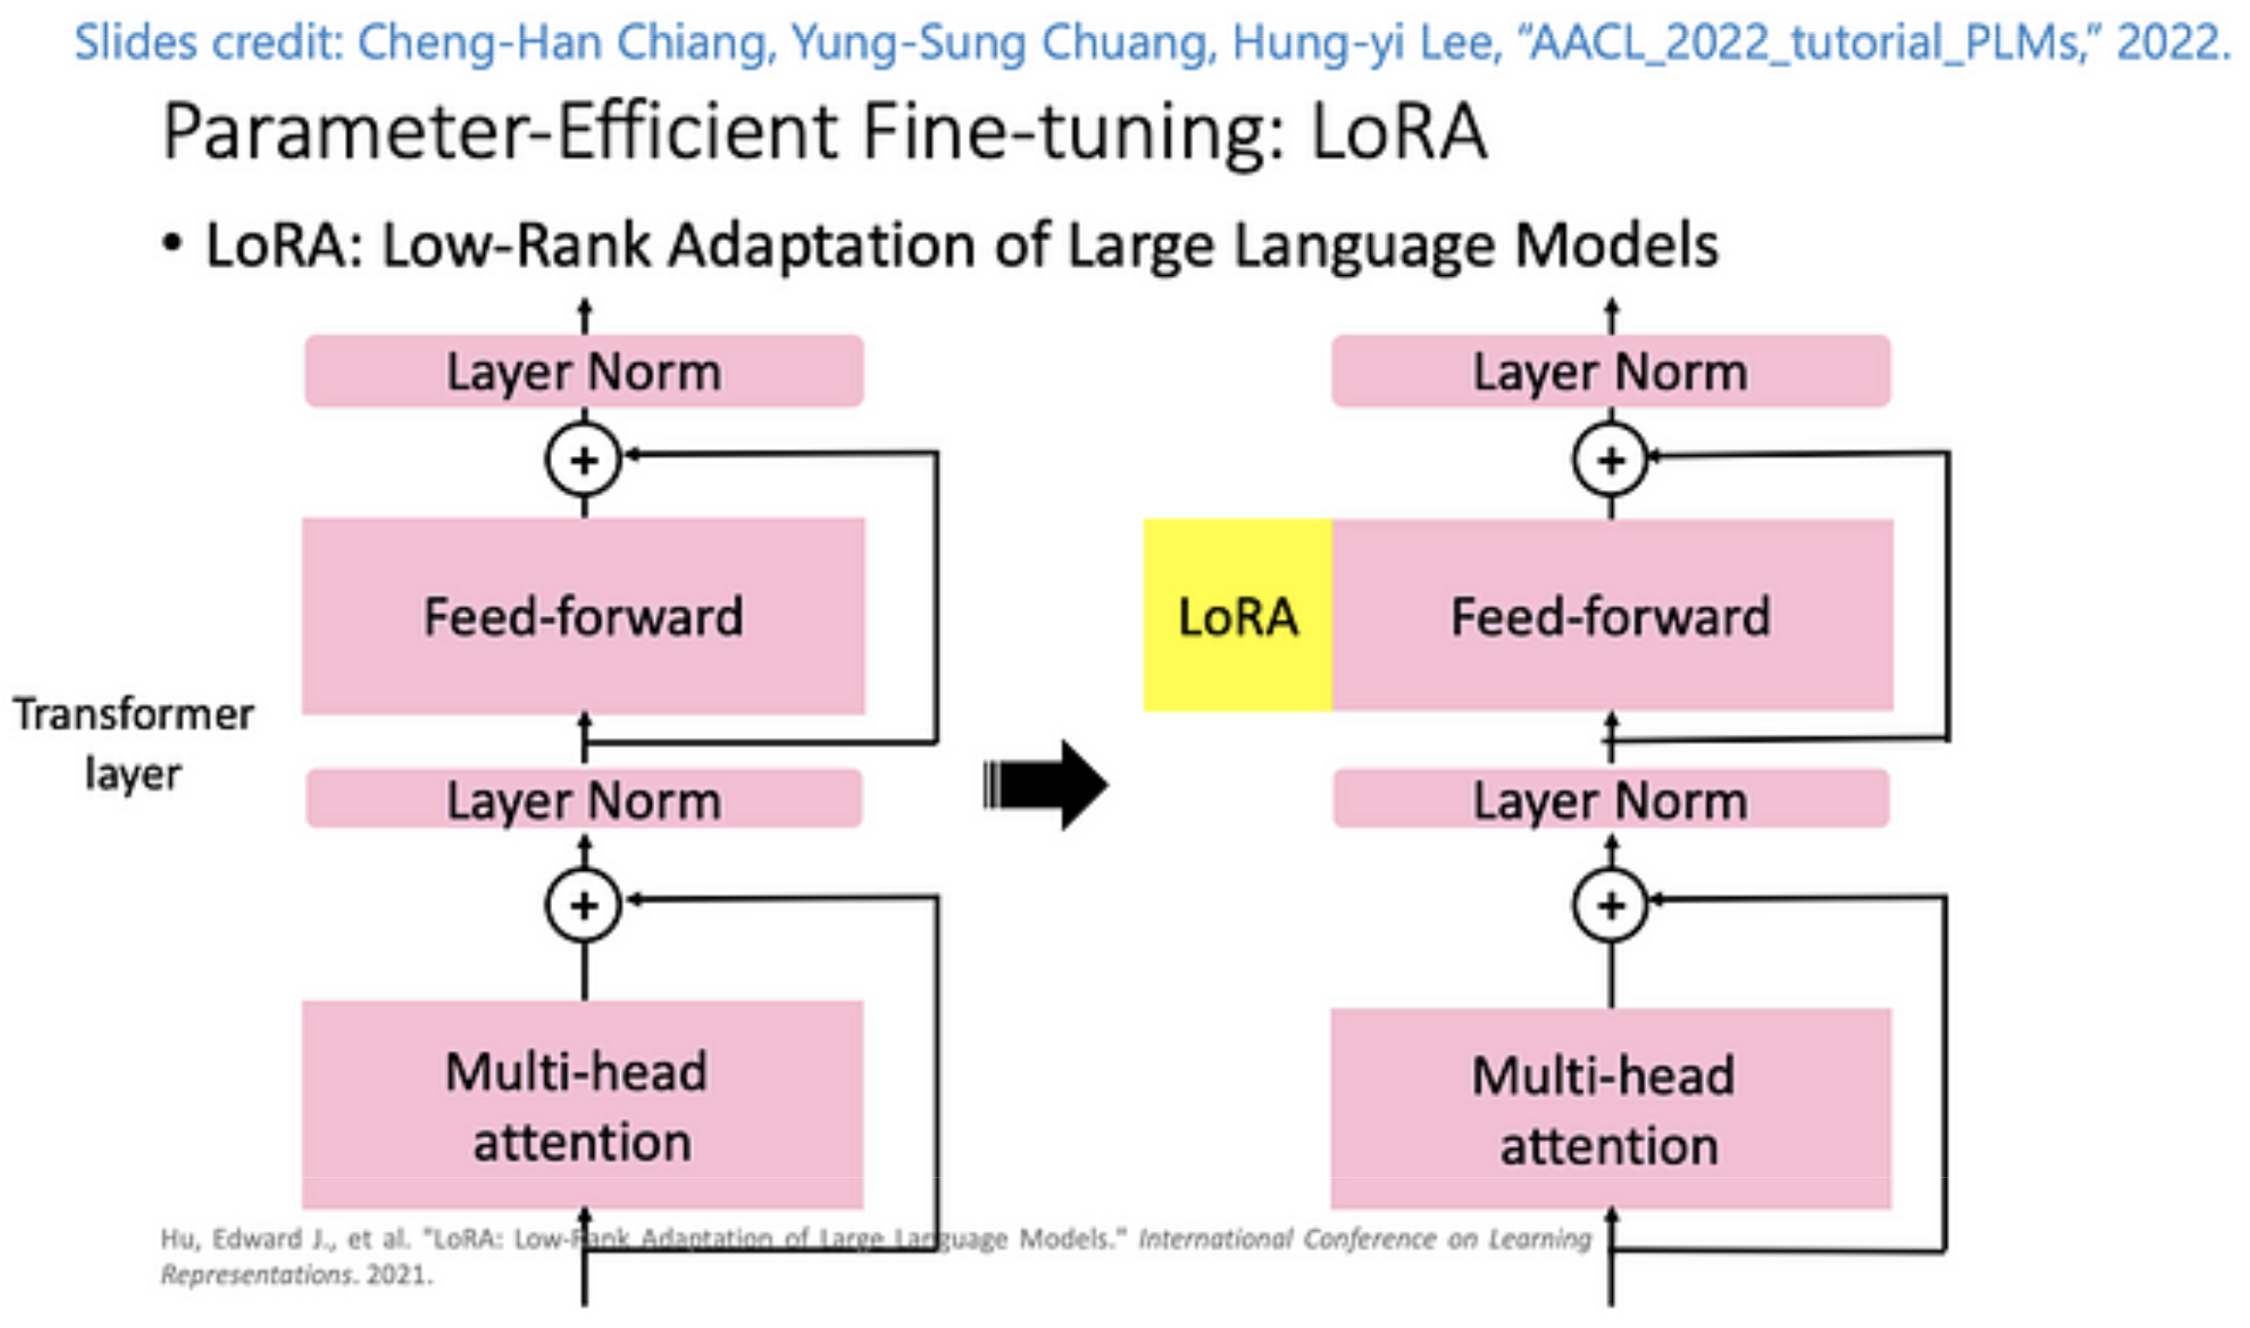 Slides credit: Cheng-Han Chiang, Yung-Sung Chuang, Hung-yi Lee, “AACL_2022_tutorial_PLMs,” 2022.
Parameter-Efficient Fine-tuning: LoRA
• LoRA: Low-Rank Adaptation of Large Language Models
Layer Norm
+
Feed-forward
Transformer
layer
Layer Norm
+
Multi-head
attention
Layer Norm
+
LoRA
Feed-forward
Layer Norm
+
Multi-head
attention
Hu, Edward J., et al. "LoRA: Low-Rank Adaptation of Large Language Models." International Conference on Learning
Representations. 2021.